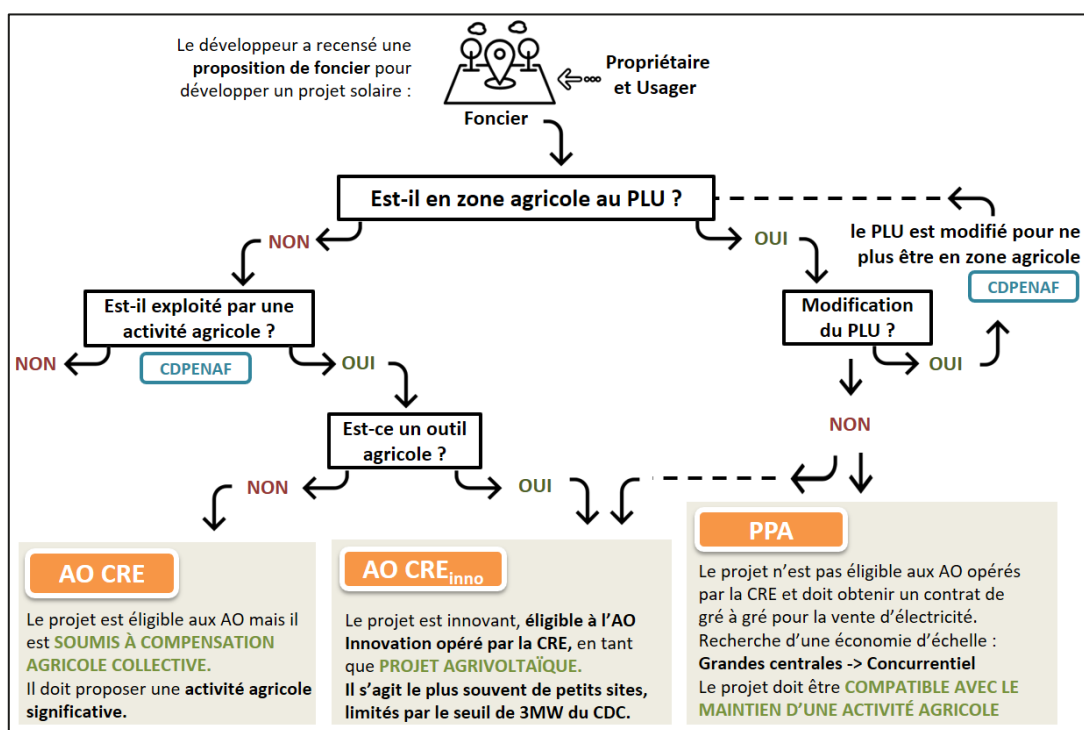 Le développeur a recensé une
proposition de foncier pour
développer un projet solaire :
Propriétaire
et Usager
Foncier
Est-il en zone agricole au PLU ?
NON
OUI
le PLU est modifié pour ne
plus être en zone agricole
CDPENAF
Est-il exploité par une
activité agricole ?
CDPENAF
Modification
du PLU ?
NON
OUI
OUI
NON
Est-ce un outil
agricole ?
NON
OUI
AO CRE
Le projet est éligible aux AO mais il
est SOUMIS À COMPENSATION
AGRICOLE COLLECTIVE.
Il doit proposer une activité agricole
significative.
AO CREinno
Le projet est innovant, éligible à l’AO
Innovation opéré par la CRE, en tant
que PROJET AGRIVOLTAÏQUE.
Il s’agit le plus souvent de petits sites,
limités par le seuil de 3MW du CDC.
PPA
Le projet n’est pas éligible aux AO opérés
par la CRE et doit obtenir un contrat de
gré à gré pour la vente d’électricité.
Recherche d’une économie d’échelle :
Grandes centrales -> Concurrentiel
Le projet doit être COMPATIBLE AVEC LE
MAINTIEN D’UNE ACTIVITÉ AGRICOLE